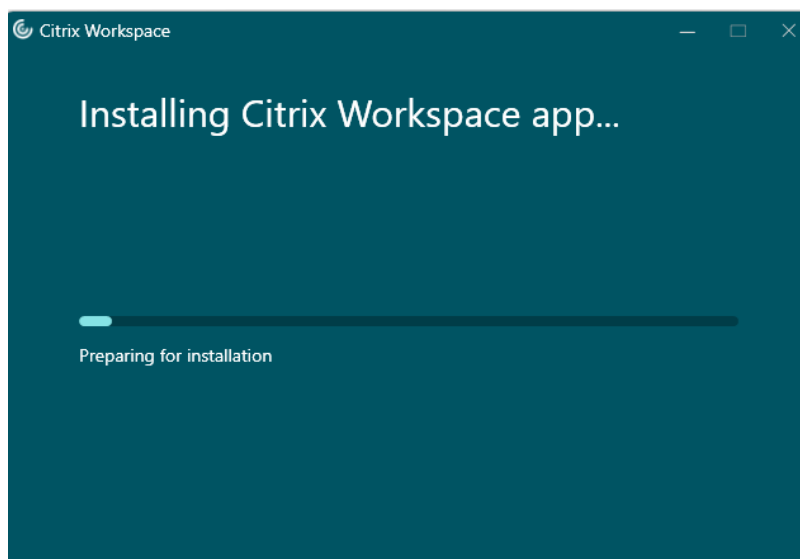 Citrix Workspace
Installing Citrix Workspace app...
Preparing for installation